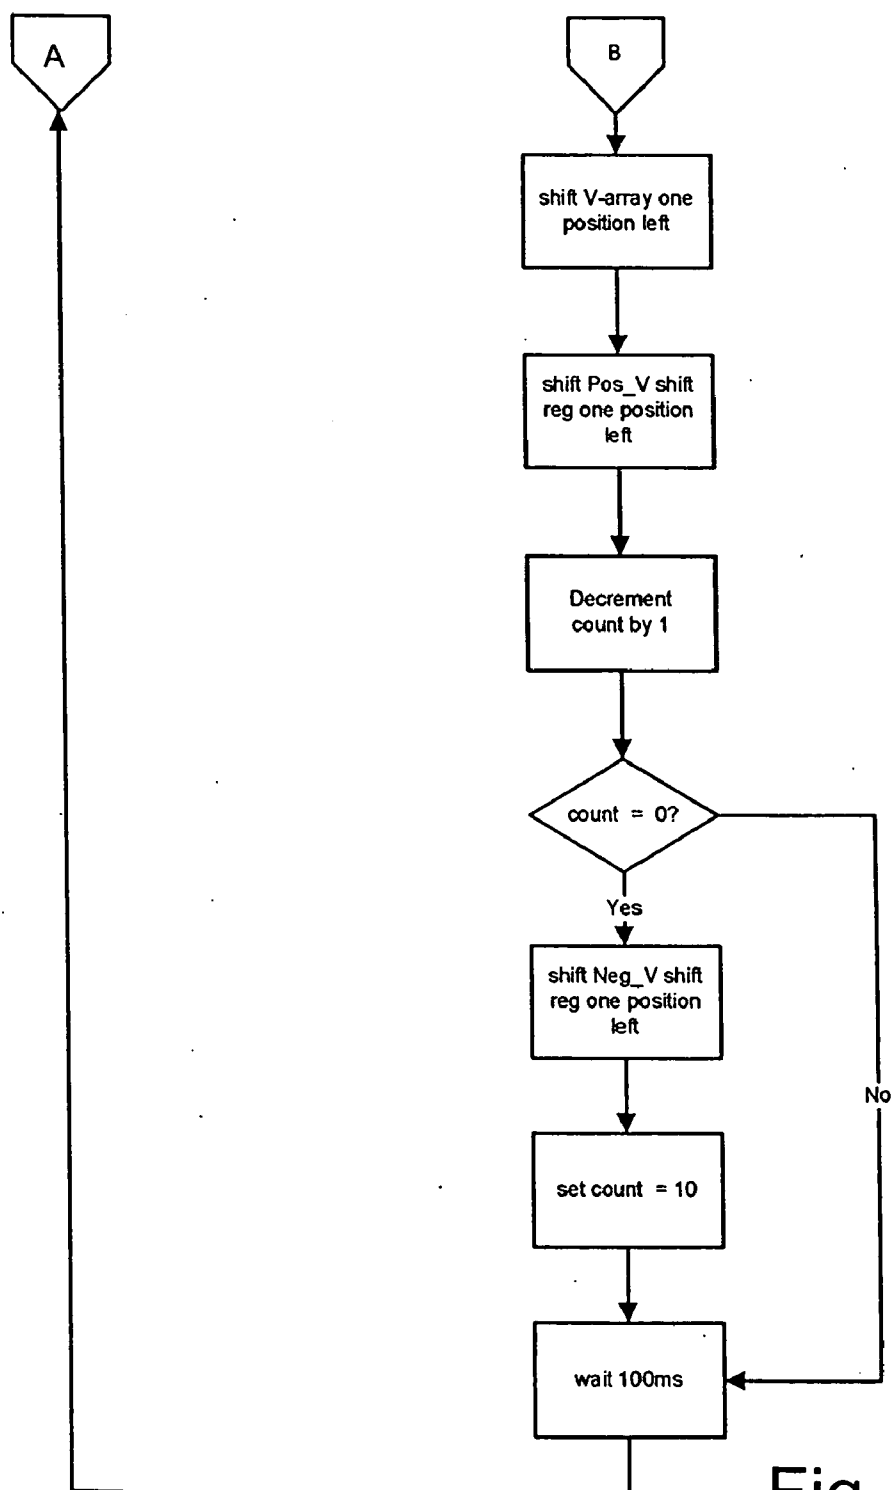 A
B
shift V-array one
position left
shift Pos_V shift
reg one position
left
Decrement
count by 1
count = 0?
Yes
shift Neg_V shift
reg one position
left
No
set count = 10
wait 100ms
Fig